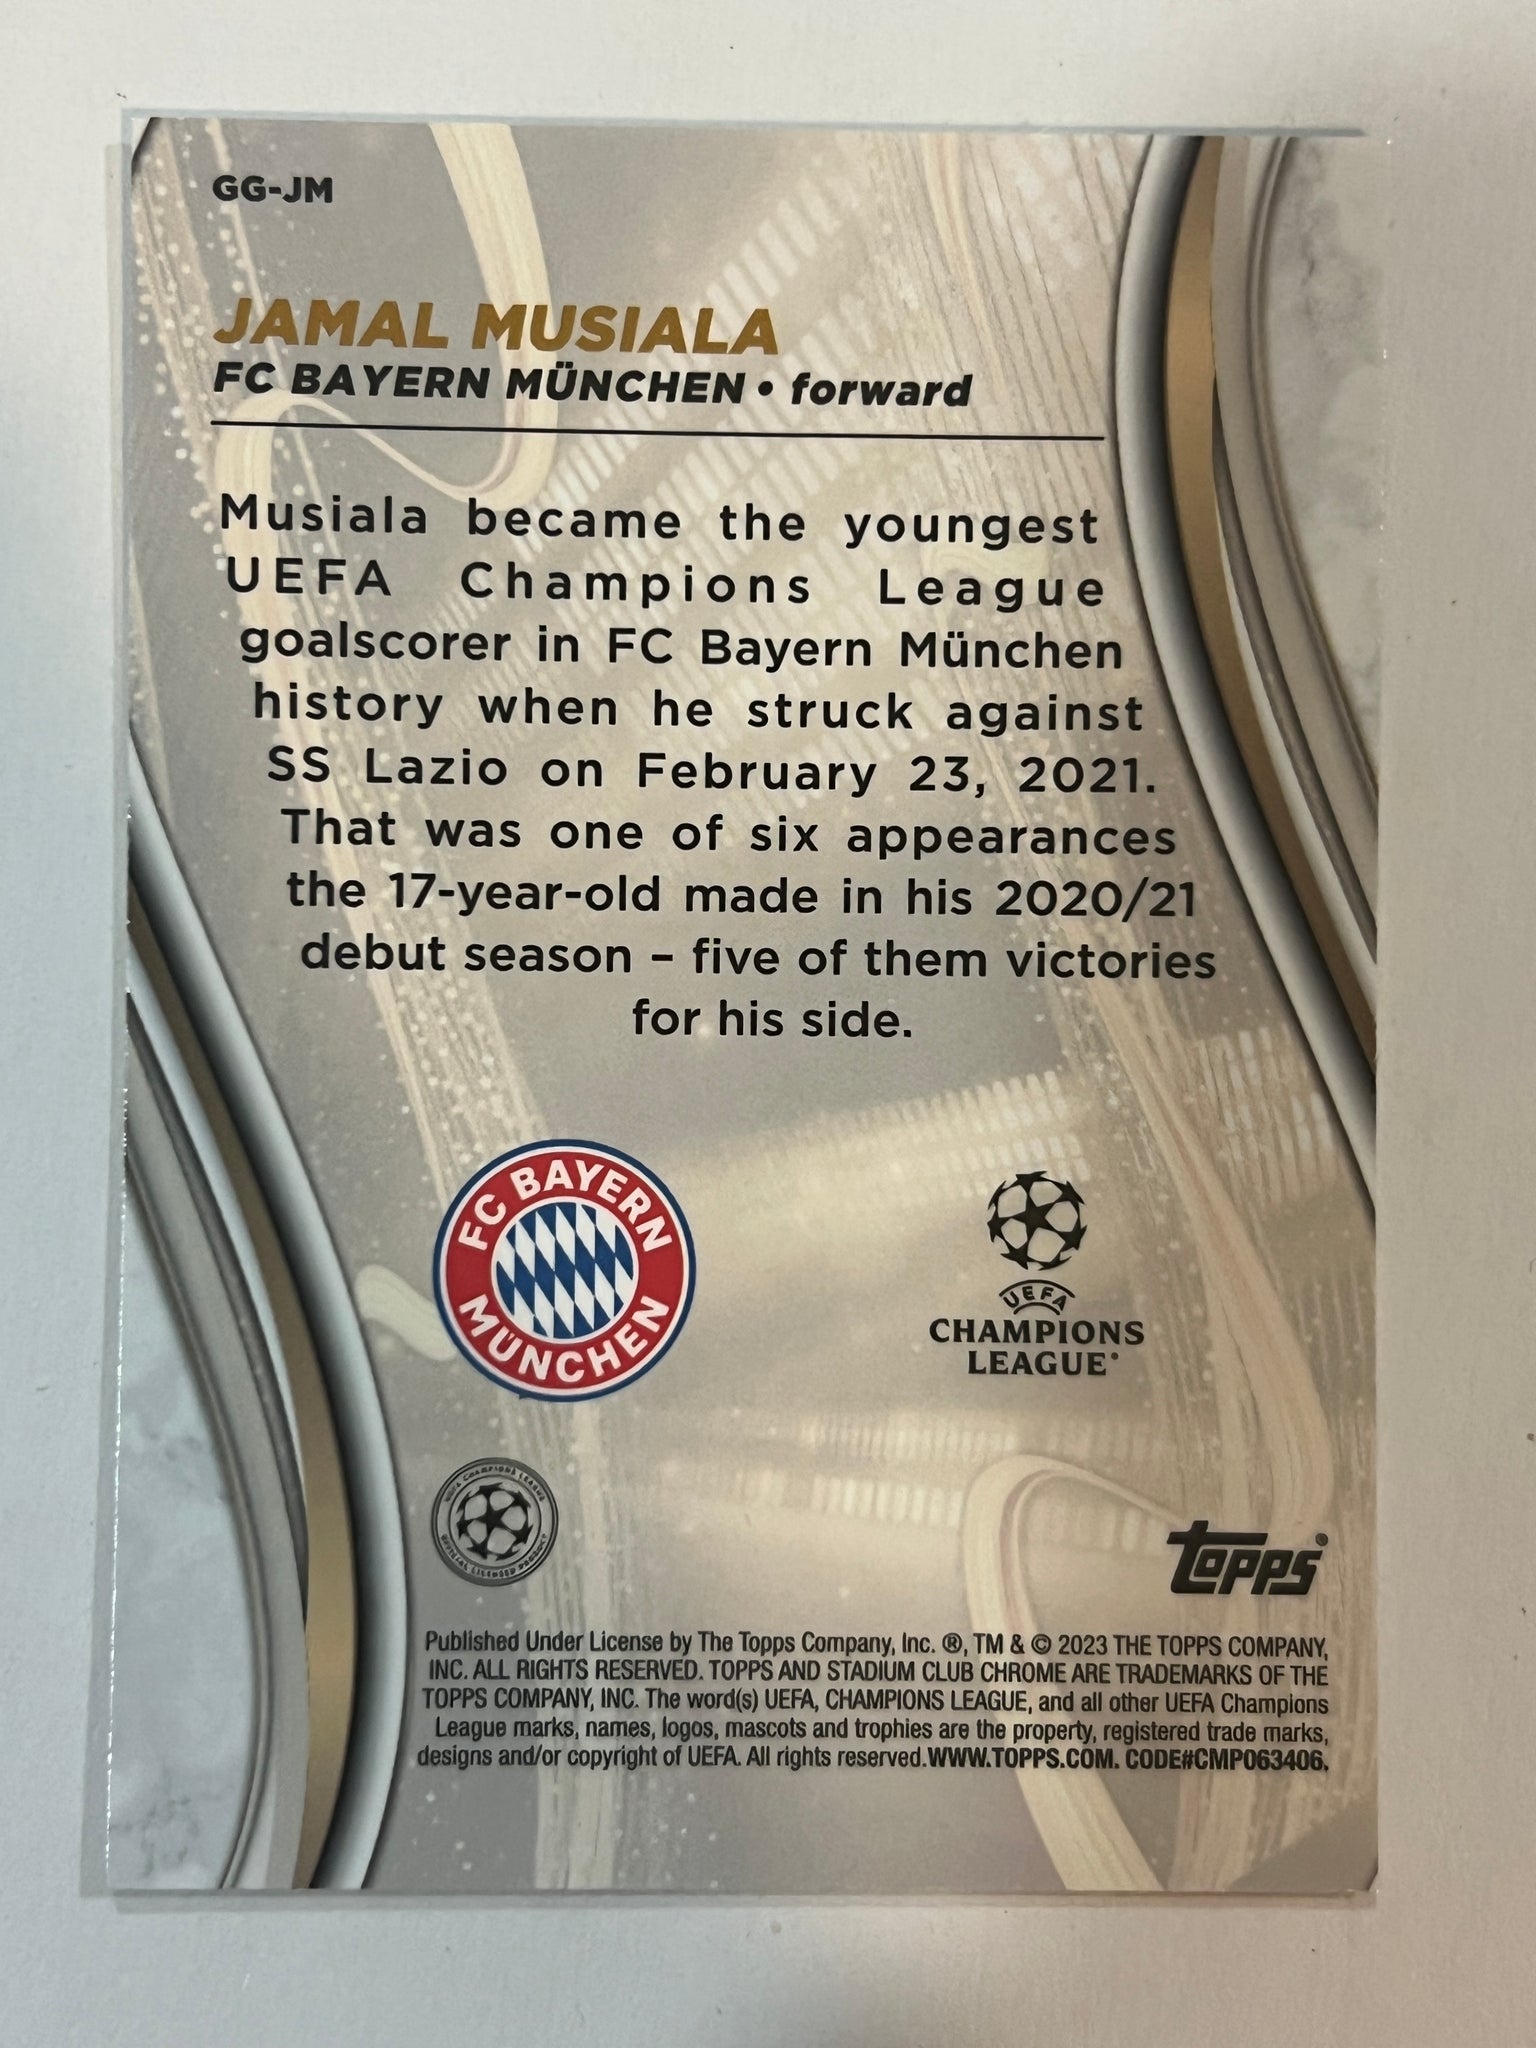 GG-JM
JAMAL MUSIALA
FC BAYERN MÜNCHEN • forward
Musiala became the youngest
UEFA Champions League
goalscorer in FC Bayern München
history when he struck against
SS Lazio on February 23, 2021.
That was one of six appearances
the 17-year-old made in his 2020/21
debut season – five of them victories
for his side.
FC BAYERN
MÜNCHEN
UEFA
CHAMPIONS
LEAGUE
UEFA CHAMPIONS LEAGUE
OFFICIAL LICENSED PRODUCT
topps
Published Under License by The Topps Company, Inc. ®, TM & © 2023 THE TOPPS COMPANY,
INC. ALL RIGHTS RESERVED. TOPPS AND STADIUM CLUB CHROME ARE TRADEMARKS OF THE
TOPPS COMPANY, INC. The word(s) UEFA, CHAMPIONS LEAGUE, and all other UEFA Champions
League marks, names, logos, mascots and trophies are the property, registered trade marks,
designs and/or copyright of UEFA. All rights reserved.WWW.TOPPS.COM. CODE#CMP063406.